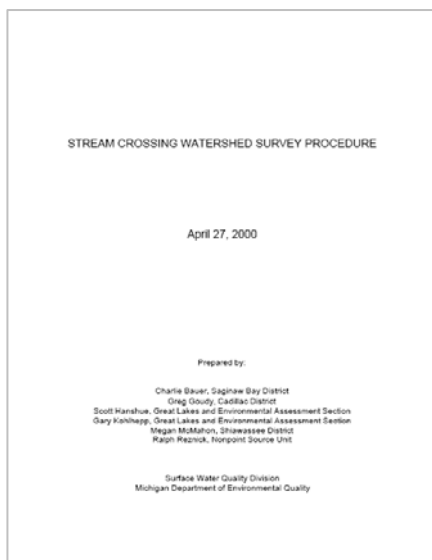 STREAM CROSSING WATERSHED SURVEY PROCEDURE
April 27, 2000
Prepared by:
Charlie Bauer, Saginaw Bay District
Greg Goudy, Cadillac District
Scott Hanshue, Great Lakes and Environmental Assessment Section
Gary Kohlhepp, Great Lakes and Environmental Assessment Section
Megan McMahon, Shiawassee District
Ralph Reznick, Nonpoint Source Unit
Surface Water Quality Division
Michigan Department of Environmental Quality